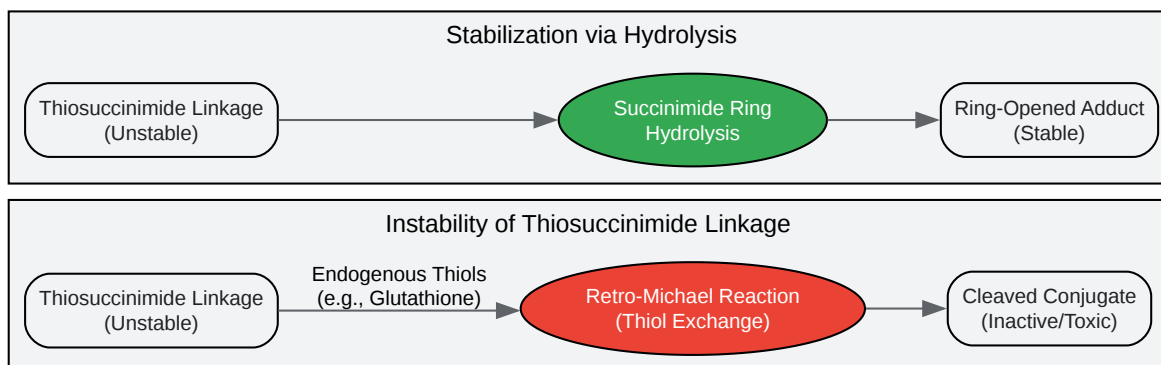 Stabilization via Hydrolysis
Thiosuccinimide Linkage
(Unstable)
Succinimide Ring
Hydrolysis
Ring-Opened Adduct
(Stable)
Instability of Thiosuccinimide Linkage
Thiosuccinimide Linkage
(Unstable)
Endogenous Thiols
(e.g., Glutathione)
Retro-Michael Reaction
(Thiol Exchange)
Cleaved Conjugate
(Inactive/Toxic)